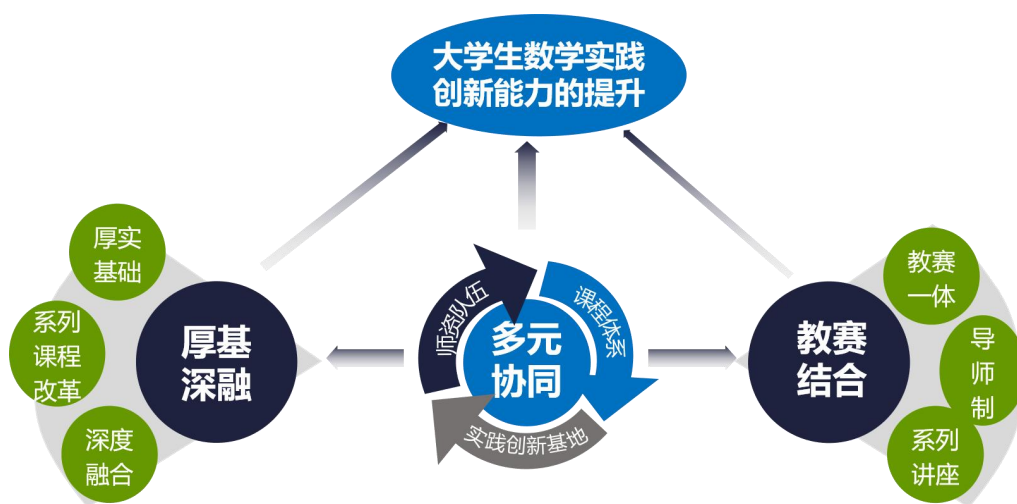 大学生数学实践
创新能力的提升
厚实
基础
系列
课程
改革
深度
融合
厚基
深融
师资队伍
课程体系
实践创新基地
多元
协同
教赛
结合
教赛
一体
导
师
制
系列
讲座